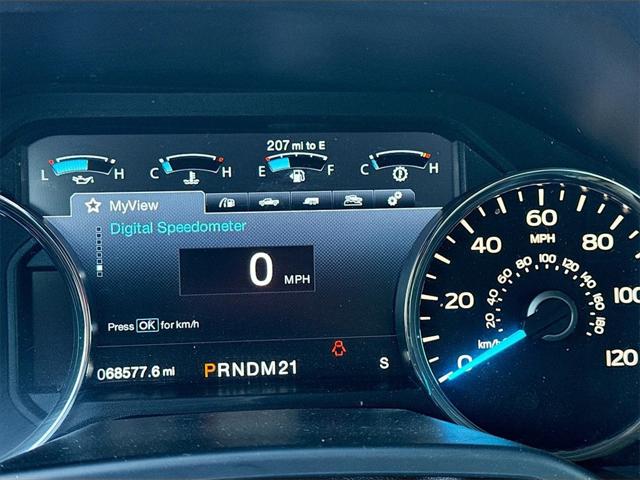 207 mi to E
L H C H E F C H
MyView
Digital Speedometer
0 MPH
Press OK for km/h
068577.6 mi PRNDM21 S
0 20 40 60 80 100 120
MPH
20 40 60 80 100 120 140 160 180
km/h